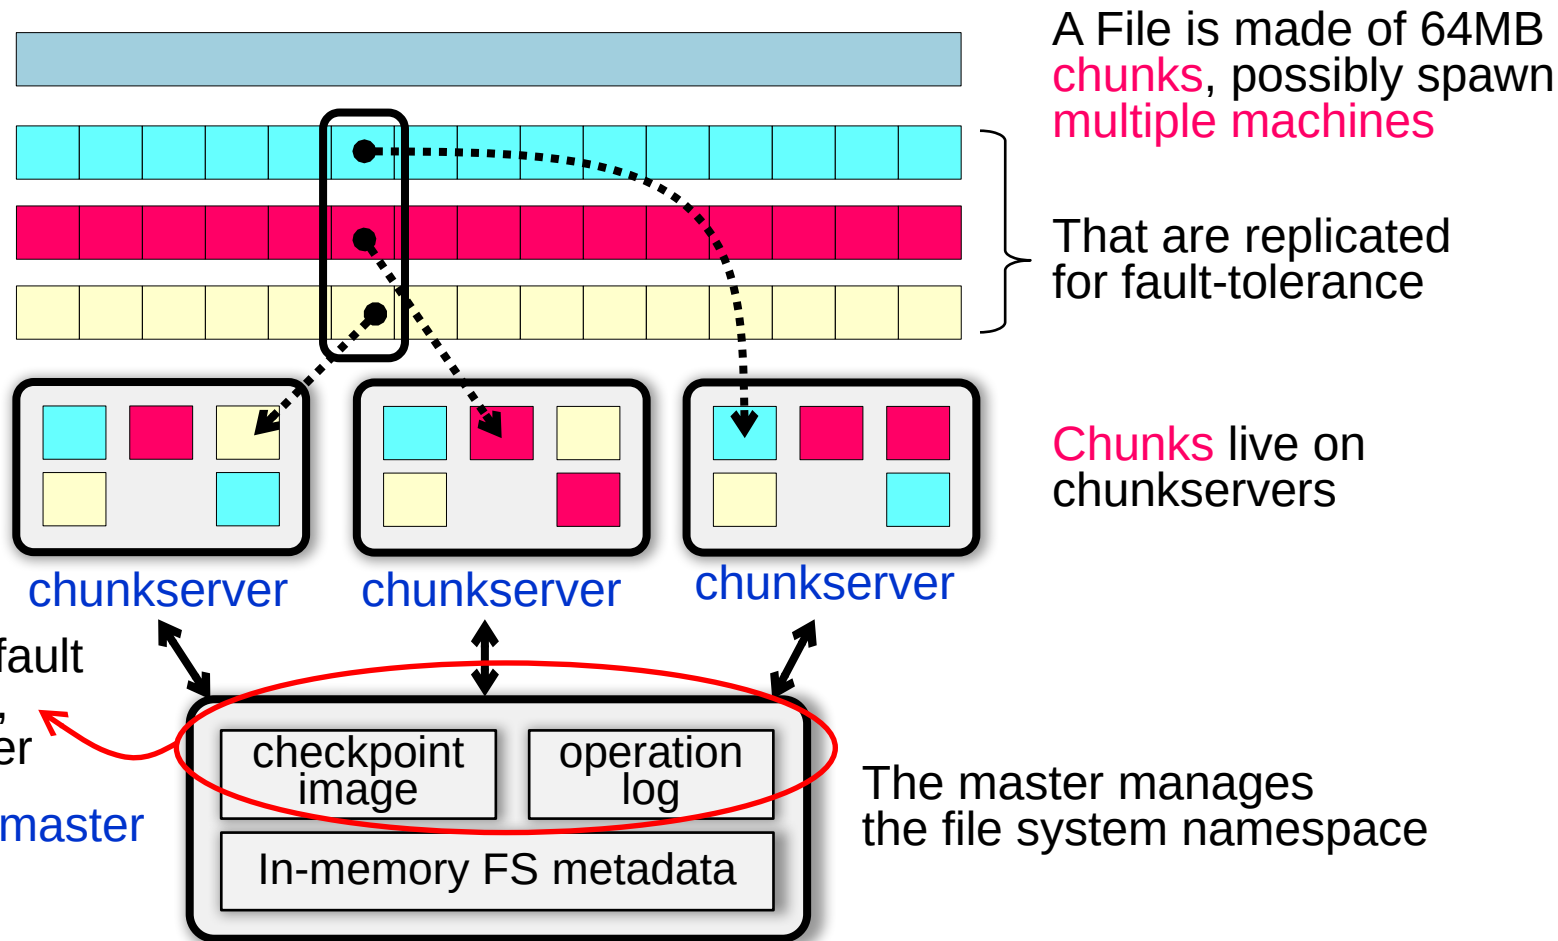 A File is made of 64MB
chunks, possibly spawn
multiple machines
That are replicated
for fault-tolerance
Chunks live on
chunkservers
chunkserver
chunkserver
chunkserver
fault
,
er
master
checkpoint
image
operation
log
In-memory FS metadata
The master manages
the file system namespace